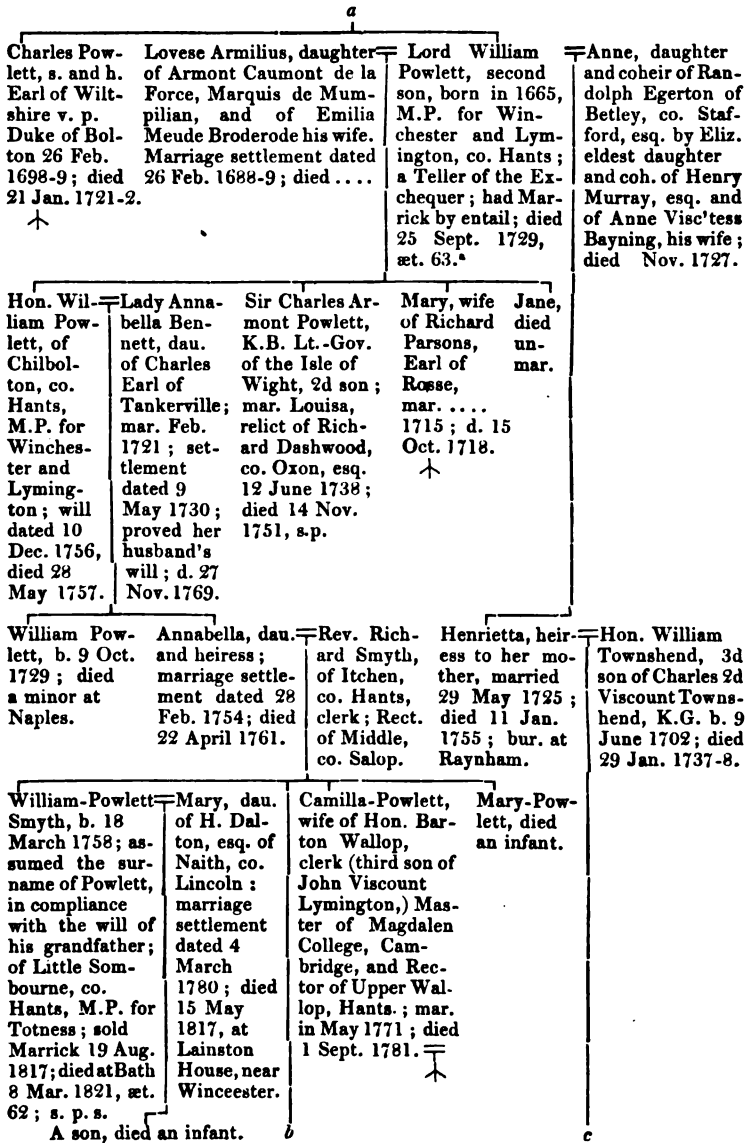 a
Charles Pow-
lett, s. and h.
Earl of Wilt-
shire v. p.
Duke of Bol-
ton 26 Feb.
1698-9; died
21 Jan. 1721-2.
Lovese Armilius, daughter
of Armont Caumont de la
Force, Marquis de Mum-
pilian, and of Emilia
Meude Broderode his wife.
Marriage settlement dated
26 Feb. 1688-9; died ....
Lord William
Powlett, second
son, born in 1665,
M.P. for Win-
chester and Lym-
ington, co. Hants;
a Teller of the Ex-
chequer; had Mar-
rick by entail; died
25 Sept. 1729,
æt. 63.a
Anne, daughter
and coheir of Ran-
dolph Egerton of
Betley, co. Staf-
ford, esq. by Eliz.
eldest daughter
and coh. of Henry
Murray, esq. and
of Anne Visc'tess
Bayning, his wife;
died Nov. 1727.
Hon. Wil-
liam Pow-
lett, of
Chilbol-
ton, co.
Hants,
M.P. for
Winches-
ter and
Lyming-
ton; will
dated 10
Dec. 1756,
died 28
May 1757.
Lady Anna-
bella Ben-
nett, dau.
of Charles
Earl of
Tankerville;
mar. Feb.
1721; set-
tlement
dated 9
May 1730;
proved her
husband's
will; d. 27
Nov. 1769.
Sir Charles Ar-
mont Powlett,
K.B. Lt.-Gov.
of the Isle of
Wight, 2d son;
mar. Louisa,
relict of Rich-
ard Dashwood,
co. Oxon, esq.
12 June 1738;
died 14 Nov.
1751, s.p.
Mary, wife
of Richard
Parsons,
Earl of
Rosse,
mar. ....
1715; d. 15
Oct. 1718.
Jane,
died
un-
mar.
William Pow-
lett, b. 9 Oct.
1729; died
a minor at
Naples.
Annabella, dau.
and heiress;
marriage settle-
ment dated 28
Feb. 1754; died
22 April 1761.
Rev. Rich-
ard Smyth,
of Itchen,
co. Hants,
clerk; Rect.
of Middle,
co. Salop.
Henrietta, heir-
ess to her mo-
ther, married
29 May 1725;
died 11 Jan.
1755; bur. at
Raynham.
Hon. William
Townshend, 3d
son of Charles 2d
Viscount Towns-
hend, K.G. b. 9
June 1702; died
29 Jan. 1737-8.
William-Powlett
Smyth, b. 18
March 1758; as-
sumed the sur-
name of Powlett,
in compliance
with the will of
his grandfather;
of Little Som-
bourne, co.
Hants, M.P. for
Totness; sold
Marrick 19 Aug.
1817; died at Bath
8 Mar. 1821, æt.
62; s. p. s.
Mary, dau.
of H. Dal-
ton, esq. of
Naith, co.
Lincoln:
marriage
settlement
dated 4
March
1780; died
15 May
1817, at
Lainston
House, near
Winceester.
Camilla-Powlett,
wife of Hon. Bar-
ton Wallop,
clerk (third son of
John Viscount
Lymington,) Mas-
ter of Magdalen
College, Cam-
bridge, and Rec-
tor of Upper Wal-
lop, Hants.; mar.
in May 1771; died
1 Sept. 1781.
Mary-Pow-
lett, died
an infant.
A son, died an infant.
b
c